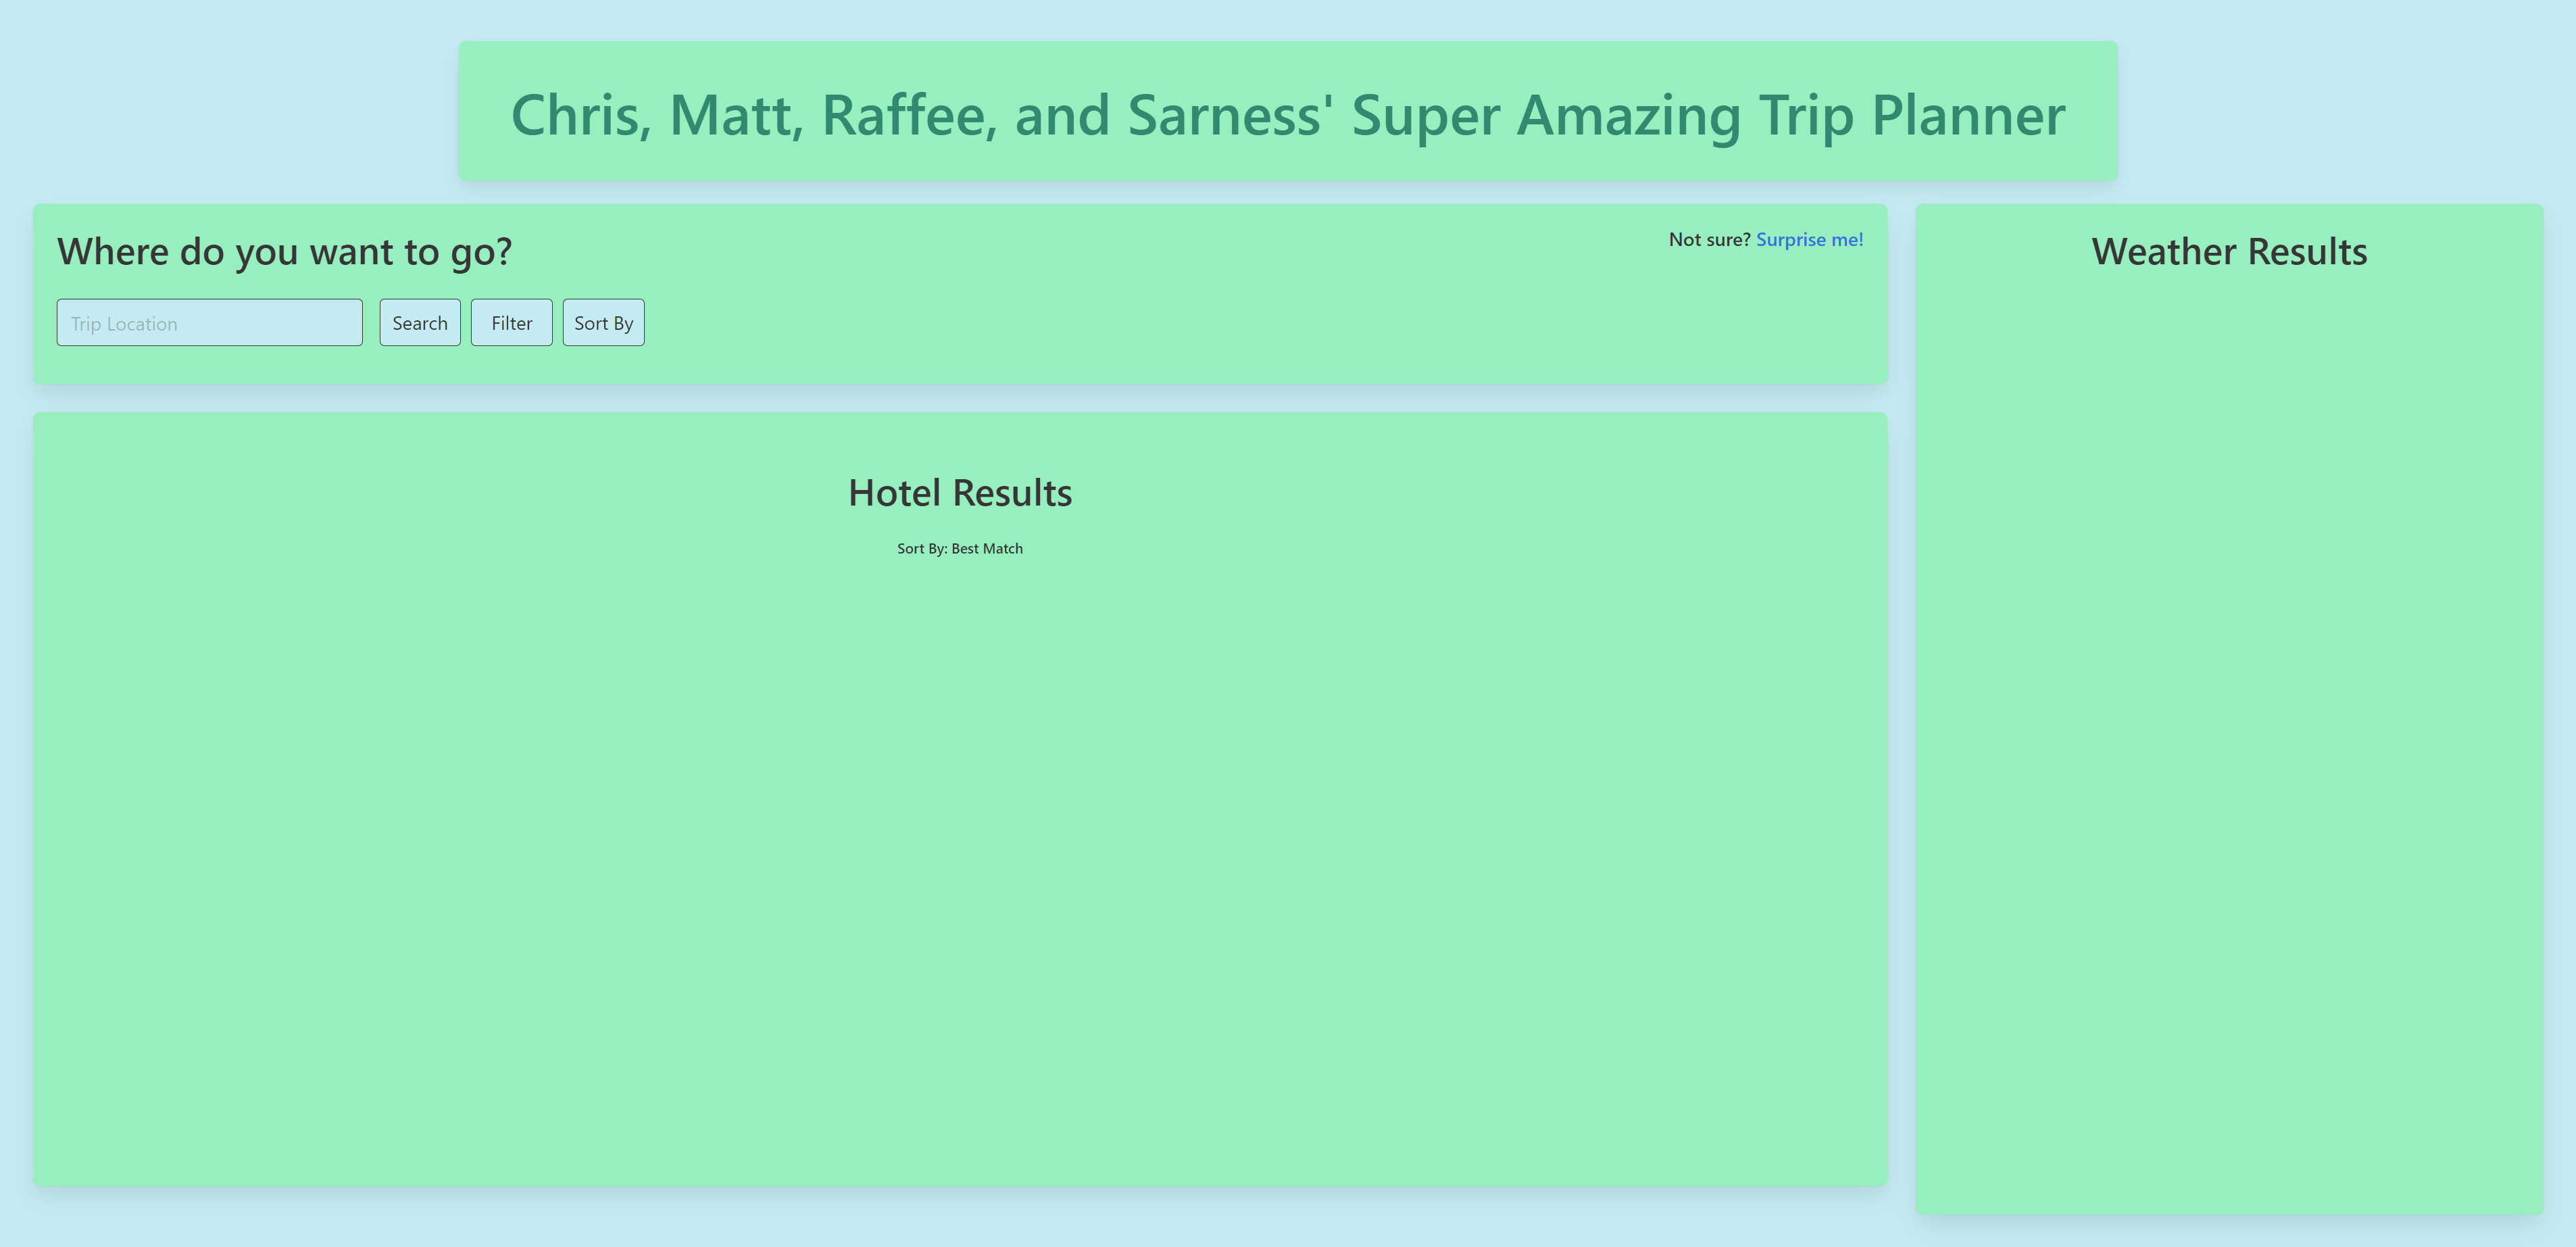 Chris, Matt, Raffee, and Sarness' Super Amazing Trip Planner
Where do you want to go?
Not sure? Surprise me!
Trip Location
Search
Filter
Sort By
Hotel Results
Sort By: Best Match
Weather Results